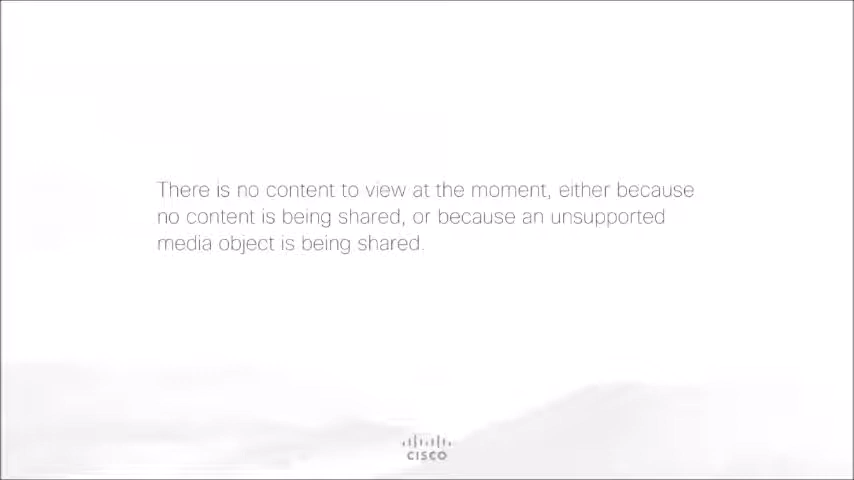 There is no content to view at the moment, either because
no content is being shared, or because an unsupported
media object is being shared.
CISCO